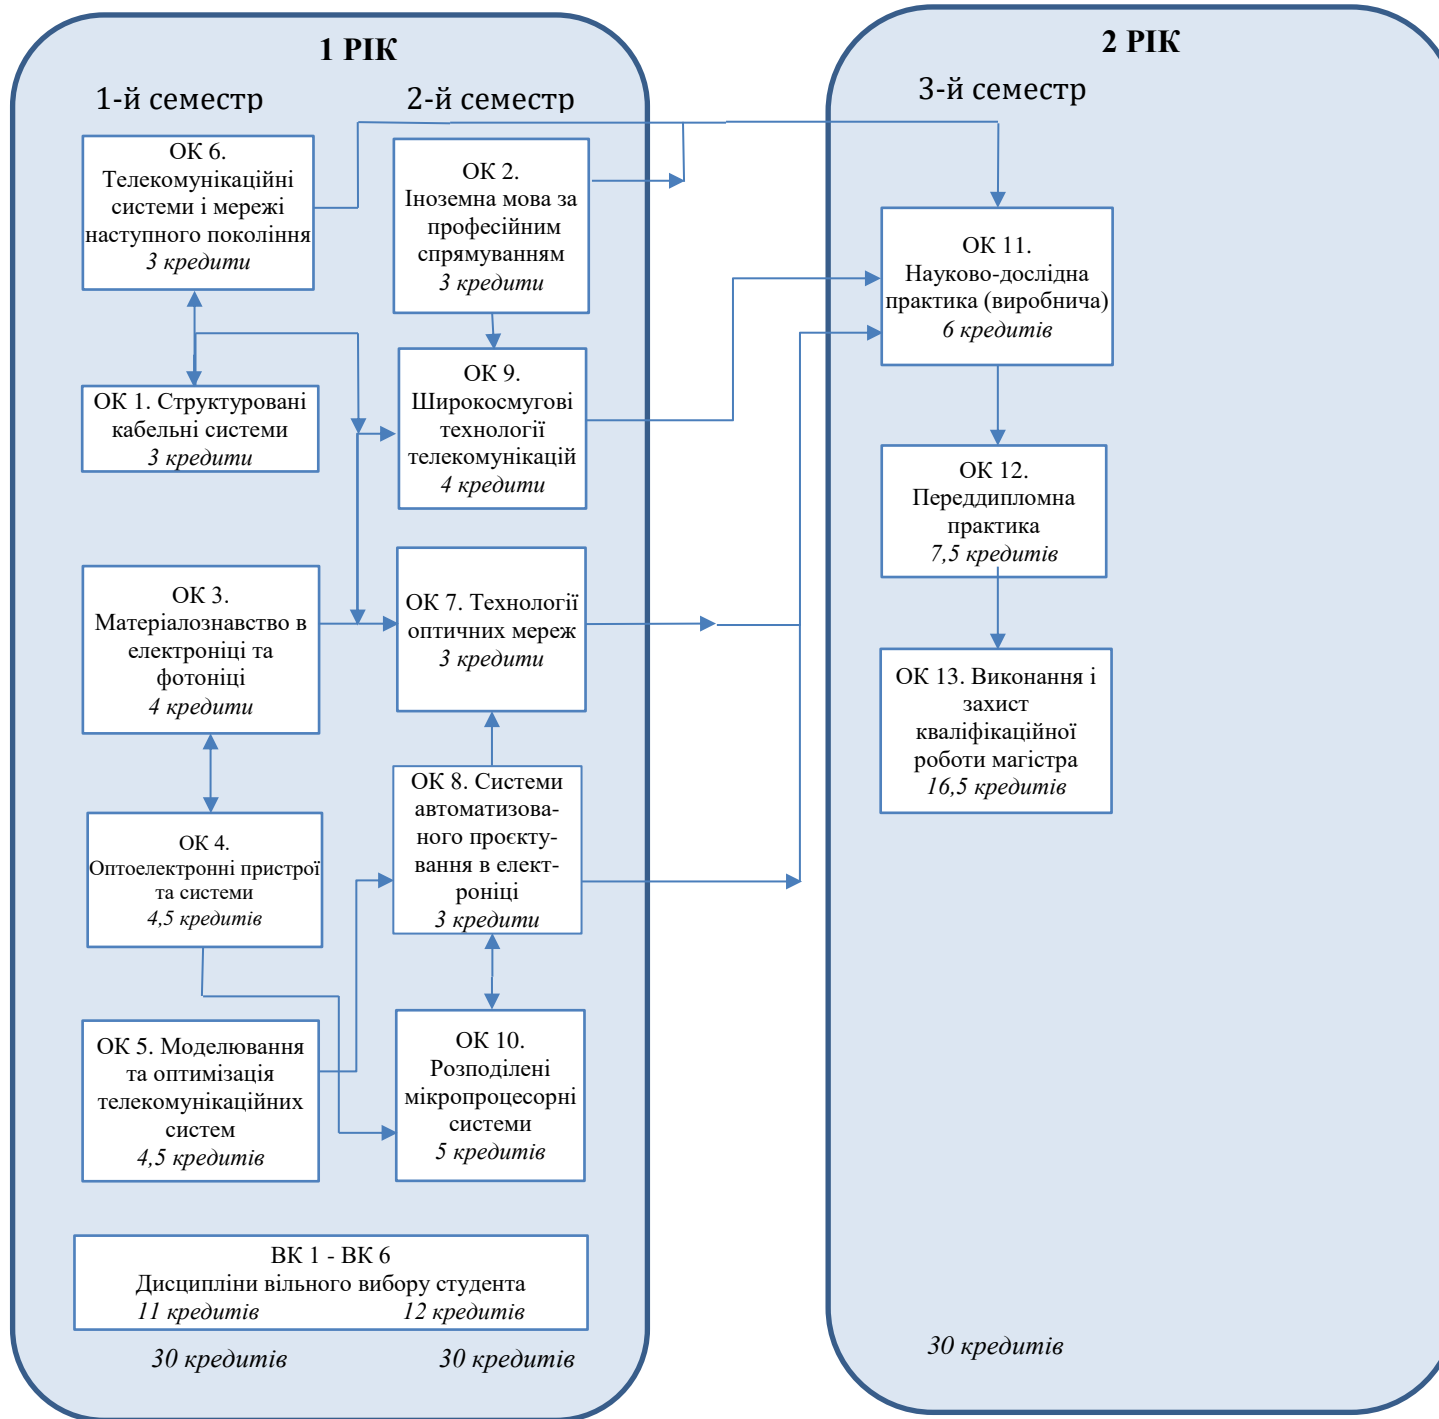 1 РІК
1-й семестр
2-й семестр
ОК 6.
Телекомунікаційні
системи і мережі
наступного покоління
3 кредити
ОК 1. Структуровані
кабельні системи
3 кредити
ОК 3.
Матеріалознавство в
електроніці та
фотоніці
4 кредити
ОК 4.
Оптоелектронні пристрої
та системи
4,5 кредитів
ОК 5. Моделювання
та оптимізація
телекомунікаційних
систем
4,5 кредитів
ОК 2.
Іноземна мова за
професійним
спрямуванням
3 кредити
ОК 9.
Широкосмугові
технології
телекомунікацій
4 кредити
ОК 7. Технології
оптичних мереж
3 кредити
ОК 8. Системи
автоматизова-
ного проєкту-
вання в елект-
роніці
3 кредити
ОК 10.
Розподілені
мікропроцесорні
системи
5 кредитів
ВК 1 - ВК 6
Дисципліни вільного вибору студента
11 кредитів 12 кредитів
30 кредитів 30 кредитів
2 РІК
3-й семестр
ОК 11.
Науково-дослідна
практика (виробнича)
6 кредитів
ОК 12.
Переддипломна
практика
7,5 кредитів
ОК 13. Виконання і
захист
кваліфікаційної
роботи магістра
16,5 кредитів
30 кредитів